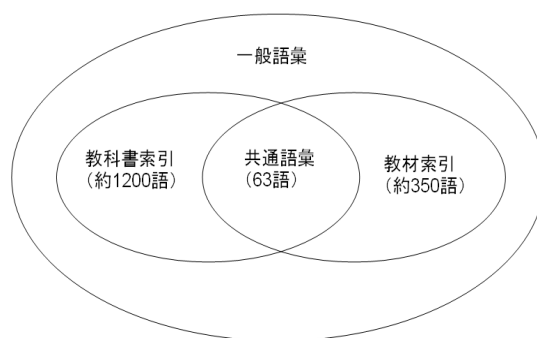 一般語彙
教科書索引
（約1200語）
共通語彙
（63語）
教材索引
（約350語）